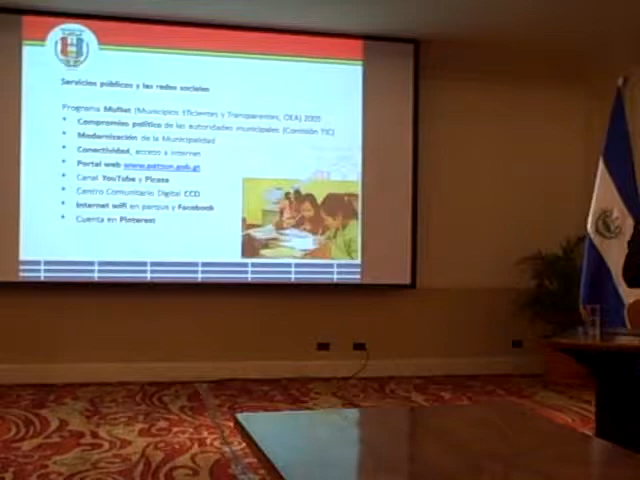 Servicios públicos y las redes sociales
Programa Muflet (Municipios Eficientes y Transparentes, OEA) 2005
Compromiso político de las autoridades municipales (Comisión TIC)
Modernización de la Municipalidad
Conectividad, acceso a internet
Portal web www.patzun.gob.gt
Canal YouTube y Picasa
Centro Comunitario Digital CCD
Internet wifi en parque y Facebook
Cuenta en Pinterest